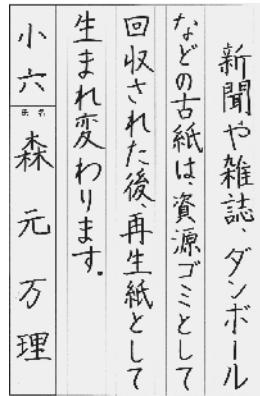 新聞や雑誌、ダンボール
などの古紙は、資源ゴミとして
回収された後、再生紙として
生まれ変わります。
小六
氏名
森元万理